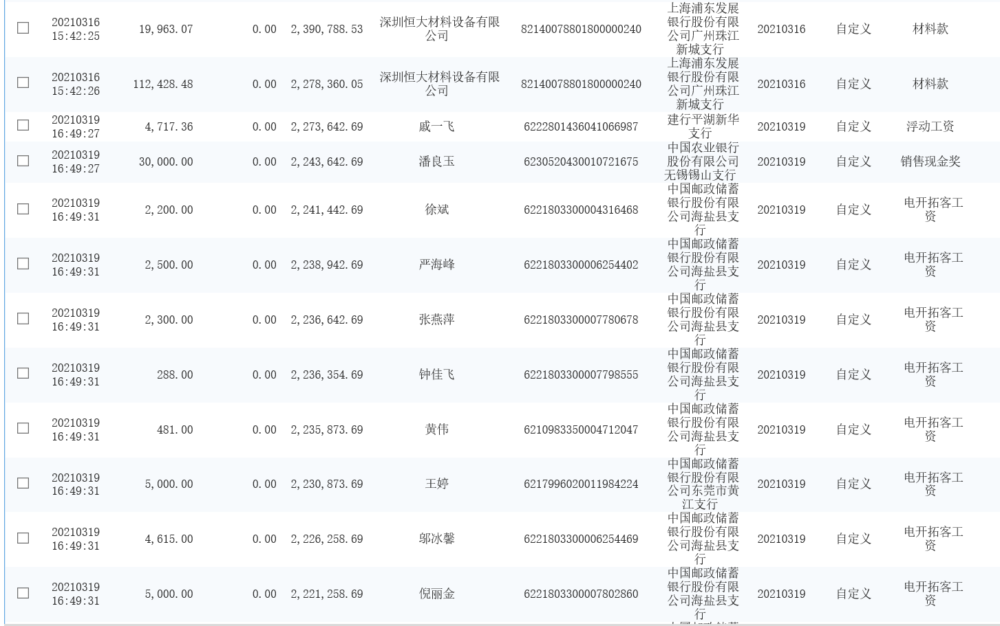 20210316 15:42:25 19,963.07 0.00 2,390,788.53 深圳恒大材料设备有限公司 82140078801800000240 上海浦东发展银行股份有限公司广州珠江新城支行 20210316 自定义 材料款
20210316 15:42:26 112,428.48 0.00 2,278,360.05 深圳恒大材料设备有限公司 82140078801800000240 上海浦东发展银行股份有限公司广州珠江新城支行 20210316 自定义 材料款
20210319 16:49:27 4,717.36 0.00 2,273,642.69 戚一飞 6222801436041066987 建行平湖新华支行 20210319 自定义 浮动工资
20210319 16:49:27 30,000.00 0.00 2,243,642.69 潘良玉 6230520430010721675 中国农业银行股份有限公司无锡锡山支行 20210319 自定义 销售现金奖
20210319 16:49:31 2,200.00 0.00 2,241,442.69 徐斌 6221803300004316468 中国邮政储蓄银行股份有限公司海盐县支行 20210319 自定义 电开拓客工资
20210319 16:49:31 2,500.00 0.00 2,238,942.69 严海峰 6221803300006254402 中国邮政储蓄银行股份有限公司海盐县支行 20210319 自定义 电开拓客工资
20210319 16:49:31 2,300.00 0.00 2,236,642.69 张燕萍 6221803300007780678 中国邮政储蓄银行股份有限公司海盐县支行 20210319 自定义 电开拓客工资
20210319 16:49:31 288.00 0.00 2,236,354.69 钟佳飞 6221803300007798555 中国邮政储蓄银行股份有限公司海盐县支行 20210319 自定义 电开拓客工资
20210319 16:49:31 481.00 0.00 2,235,873.69 黄伟 6210983350004712047 中国邮政储蓄银行股份有限公司海盐县支行 20210319 自定义 电开拓客工资
20210319 16:49:31 5,000.00 0.00 2,230,873.69 王婷 6217996020011984224 中国邮政储蓄银行股份有限公司东莞市黄江支行 20210319 自定义 电开拓客工资
20210319 16:49:31 4,615.00 0.00 2,226,258.69 邬冰馨 6221803300006254469 中国邮政储蓄银行股份有限公司海盐县支行 20210319 自定义 电开拓客工资
20210319 16:49:31 5,000.00 0.00 2,221,258.69 倪丽金 6221803300007802860 中国邮政储蓄银行股份有限公司海盐县支行 20210319 自定义 电开拓客工资